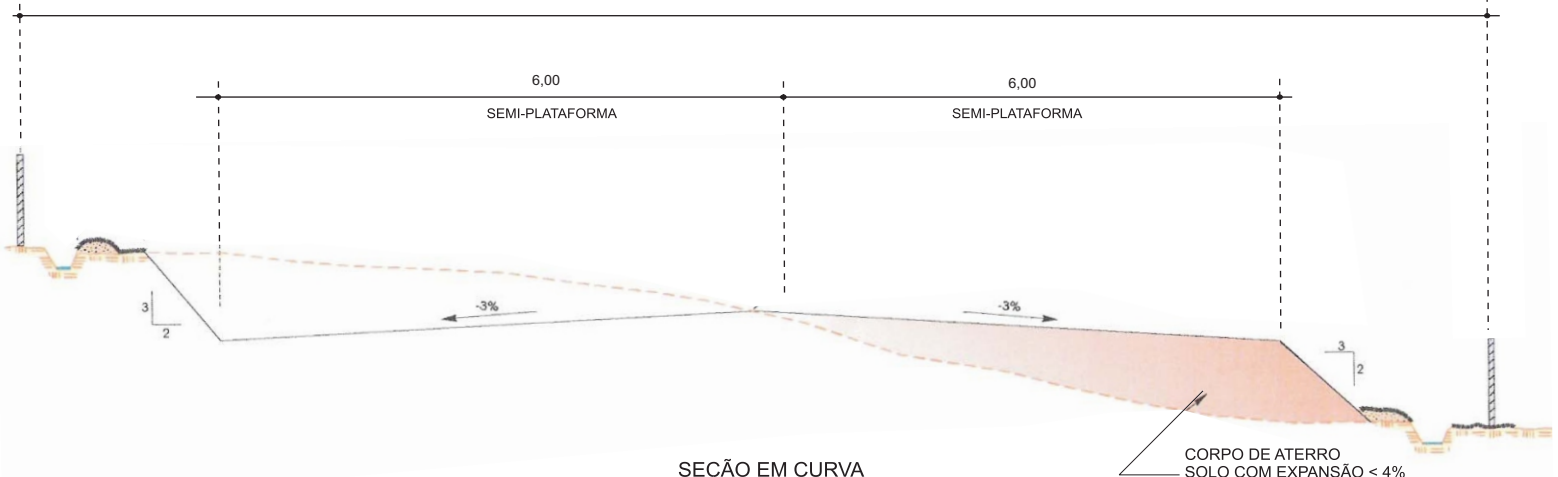 6,00
6,00
SEMI-PLATAFORMA
SEMI-PLATAFORMA
-3%
-3%
3
2
3
2
CORPO DE ATERRO
SOLO COM EXPANSÃO < 4%
SECÃO EM CURVA